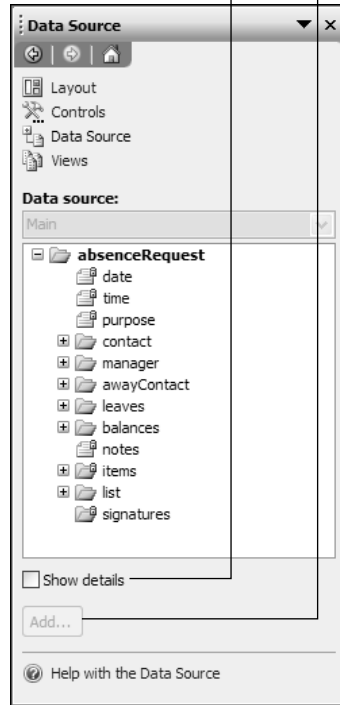 Data Source
Layout
Controls
Data Source
Views
Data source:
Main
absenceRequest
date
time
purpose
contact
manager
awayContact
leaves
balances
notes
items
list
signatures
Show details
Add...
Help with the Data Source